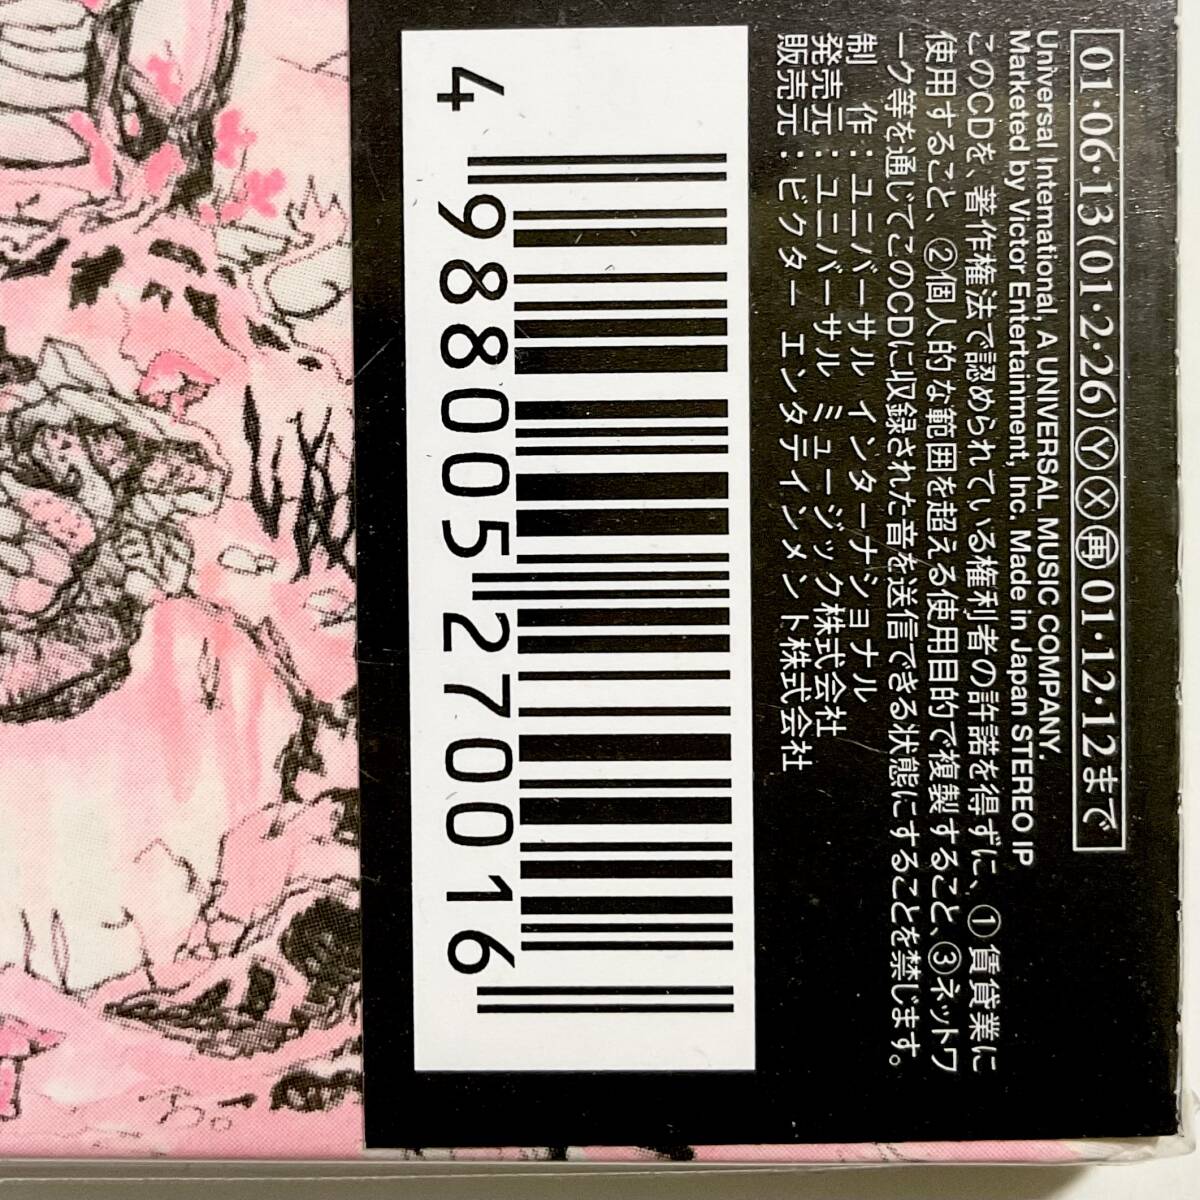 01・06・13(01・2・26)ⓎⓍ㊢01・12・12まで
Universal International, A UNIVERSAL MUSIC COMPANY.
Marketed by Victor Entertainment, Inc. Made in Japan STEREO IP
このCDを、著作権法で認められている権利者の許諾を得ずに、①賃貸業に
使用すること、②個人的な範囲を超える使用目的で複製すること、③ネットワ
ーク等を通じてこのCDに収録された音を送信できる状態にすることを禁じます。
制 作：ユニバーサル インターナショナル
発売元：ユニバーサル ミュージック株式会社
販売元：ビクター エンタテインメント株式会社
4 988005 270016